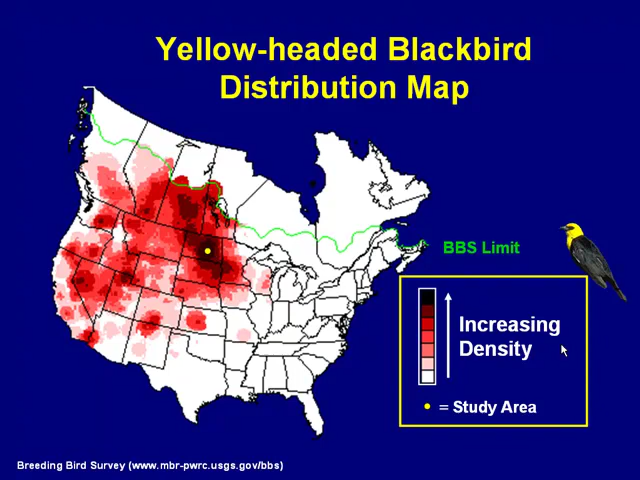 Yellow-headed Blackbird
Distribution Map
BBS Limit
Increasing
Density
= Study Area
Breeding Bird Survey (www.mbr-pwrc.usgs.gov/bbs)